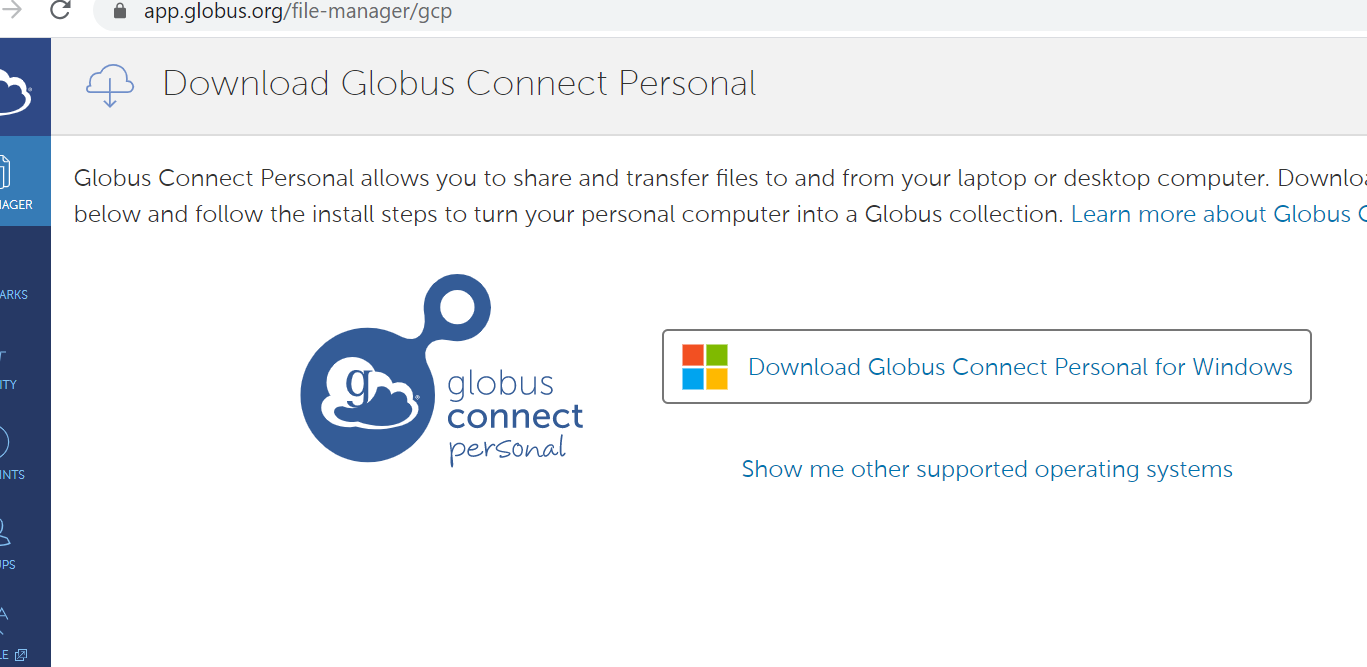 app.globus.org/file-manager/gcp
Download Globus Connect Personal
AGER
Globus Connect Personal allows you to share and transfer files to and from your laptop or desktop computer. Downlo
below and follow the install steps to turn your personal computer into a Globus collection. Learn more about Globus
ARKS
ITY
INTS
UPS
LE
g
globus
connect
personal
Download Globus Connect Personal for Windows
Show me other supported operating systems